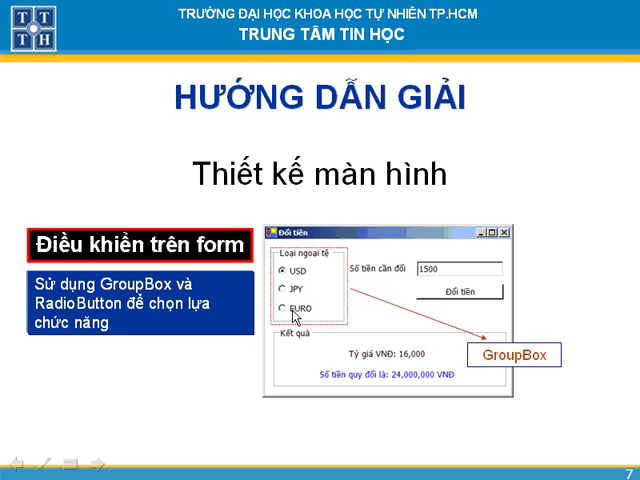 TRƯỜNG ĐẠI HỌC KHOA HỌC TỰ NHIÊN TP.HCM
TRUNG TÂM TIN HỌC
T T
T H
HƯỚNG DẪN GIẢI
Thiết kế màn hình
Điều khiển trên form
Sử dụng GroupBox và
RadioButton để chọn lựa
chức năng
Đổi tiền
Loại ngoại tệ
USD
JPY
EURO
Số tiền cần đổi
1500
Đổi tiền
Kết quả
Tỷ giá VNĐ: 16,000
Số tiền quy đổi là: 24,000,000 VNĐ
GroupBox
7